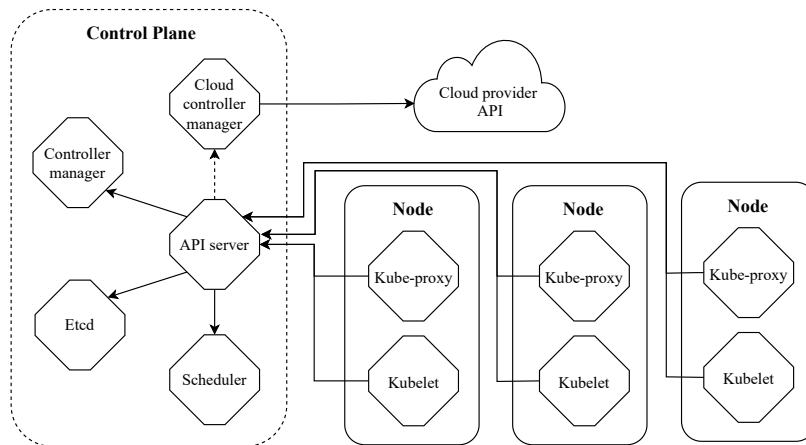 Control Plane
Cloud
controller
manager
Cloud provider
API
Controller
manager
API server
Etcd
Scheduler
Node
Kube-proxy
Kubelet
Node
Kube-proxy
Kubelet
Node
Kube-proxy
Kubelet